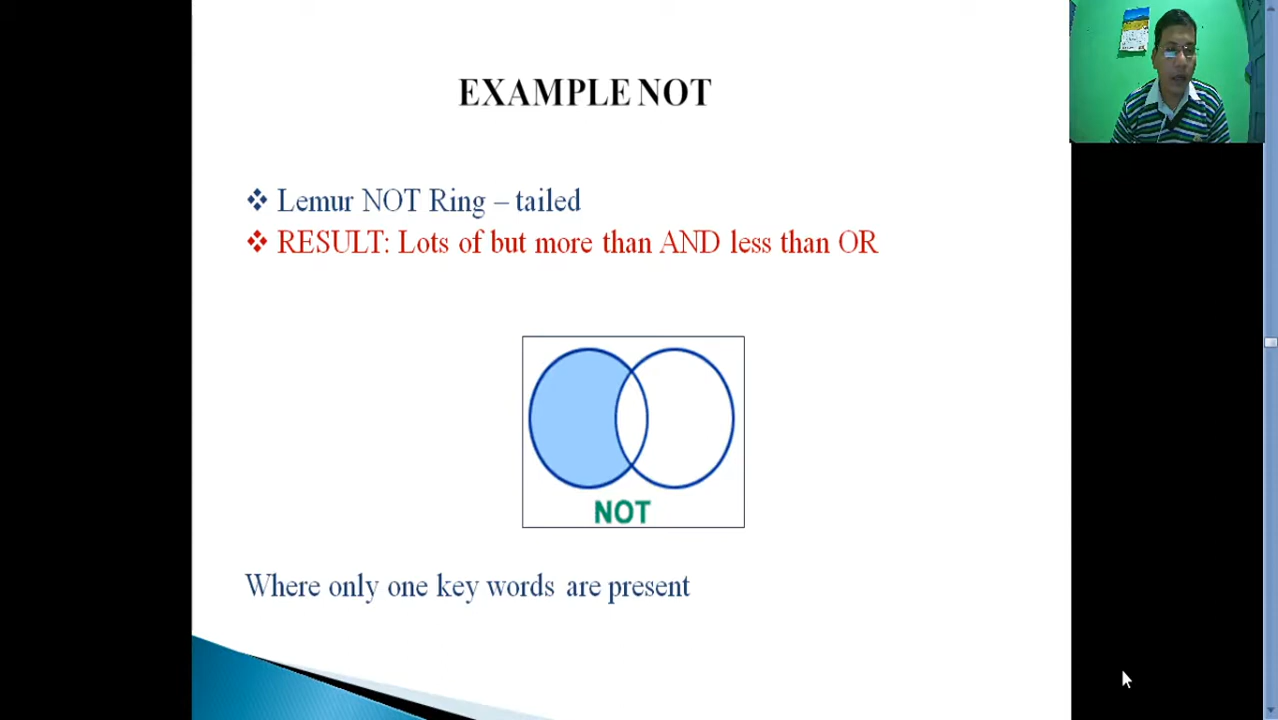 EXAMPLE NOT
Lemur NOT Ring – tailed
RESULT: Lots of but more than AND less than OR
NOT
Where only one key words are present